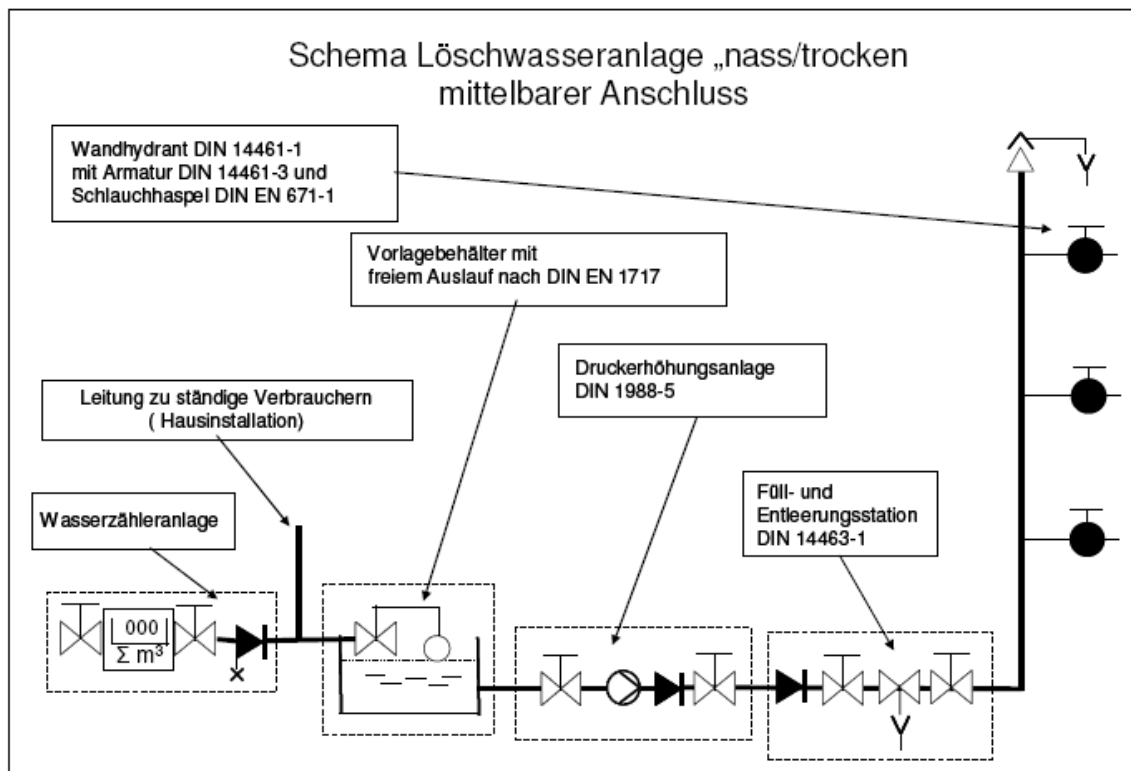 Schema Löschwasseranlage „nass/trocken
mittelbarer Anschluss
Wandhydrant DIN 14461-1
mit Armatur DIN 14461-3 und
Schlauchhaspel DIN EN 671-1
Vorlagebehälter mit
freiem Auslauf nach DIN EN 1717
Druckerhöhungsanlage
DIN 1988-5
Leitung zu ständige Verbrauchern
( Hausinstallation)
Füll- und
Entleerungsstation
DIN 14463-1
Wasserzähleranlage
000
Σ m³